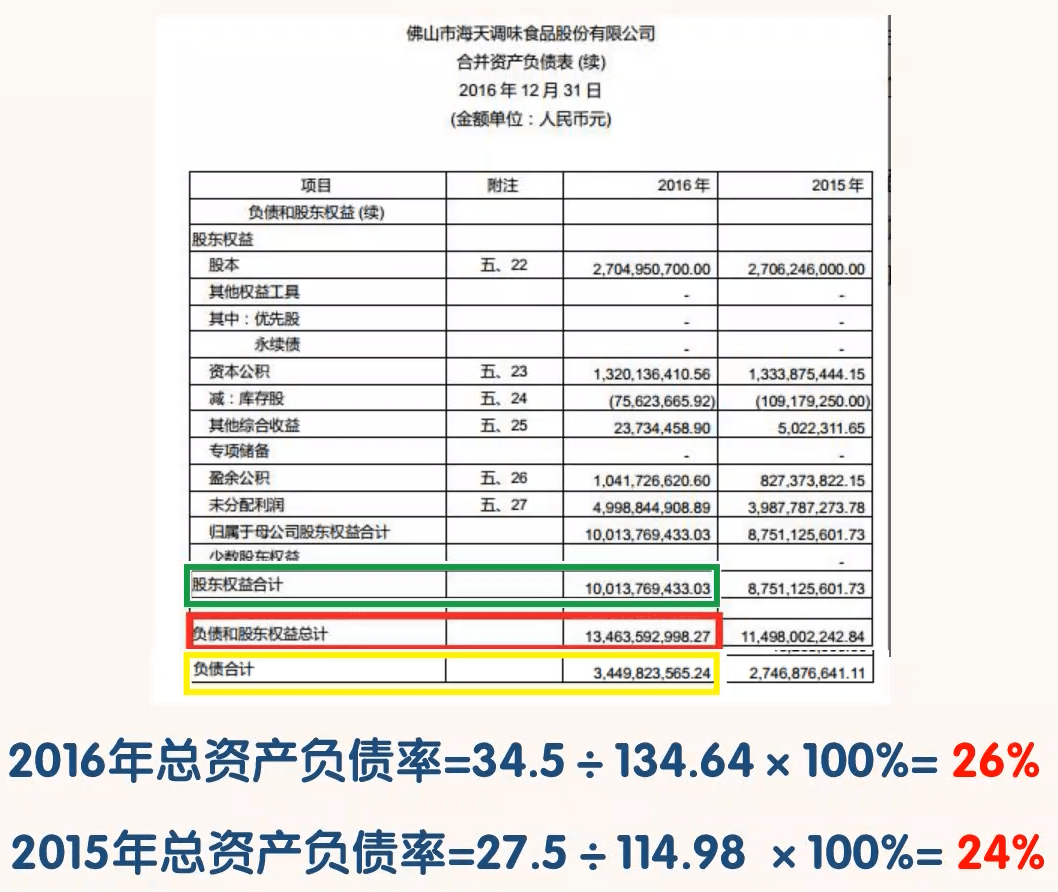 佛山市海天调味食品股份有限公司
合并资产负债表 (续)
2016 年 12 月 31 日
(金额单位：人民币元)
项目 附注 2016 年 2015 年
负债和股东权益 (续)
股东权益
股本 五、22 2,704,950,700.00 2,706,246,000.00
其他权益工具 - -
其中：优先股 - -
永续债 - -
资本公积 五、23 1,320,136,410.56 1,333,875,444.15
减：库存股 五、24 (75,623,665.92) (109,179,250.00)
其他综合收益 五、25 23,734,458.90 5,022,311.65
专项储备 - -
盈余公积 五、26 1,041,726,620.60 827,373,822.15
未分配利润 五、27 4,998,844,908.89 3,987,787,273.78
归属于母公司股东权益合计 10,013,769,433.03 8,751,125,601.73
少数股东权益 -
股东权益合计 10,013,769,433.03 8,751,125,601.73
负债和股东权益总计 13,463,592,998.27 11,498,002,242.84
负债合计 3,449,823,565.24 2,746,876,641.11
2016年总资产负债率=34.5÷134.64×100%= 26%
2015年总资产负债率=27.5÷114.98 ×100%= 24%